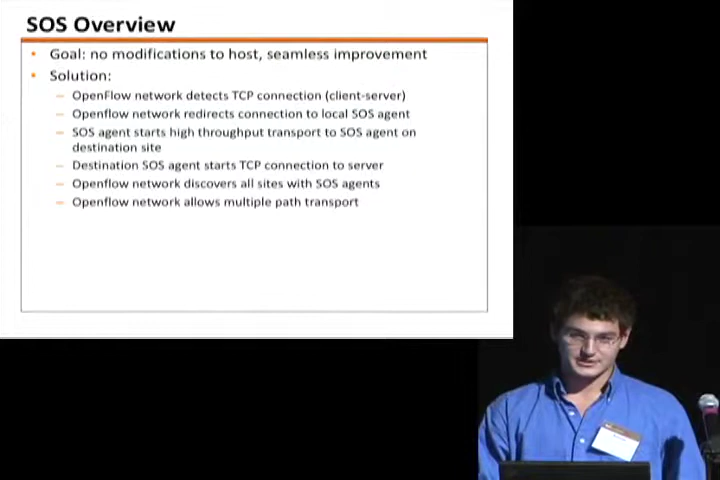 SOS Overview
• Goal: no modifications to host, seamless improvement
• Solution:
– OpenFlow network detects TCP connection (client-server)
– Openflow network redirects connection to local SOS agent
– SOS agent starts high throughput transport to SOS agent on
destination site
– Destination SOS agent starts TCP connection to server
– Openflow network discovers all sites with SOS agents
– Openflow network allows multiple path transport